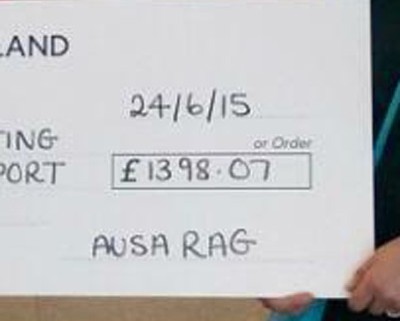 LAND
24/6/15
TING
or Order
PORT £1398.07
AUSA RAG